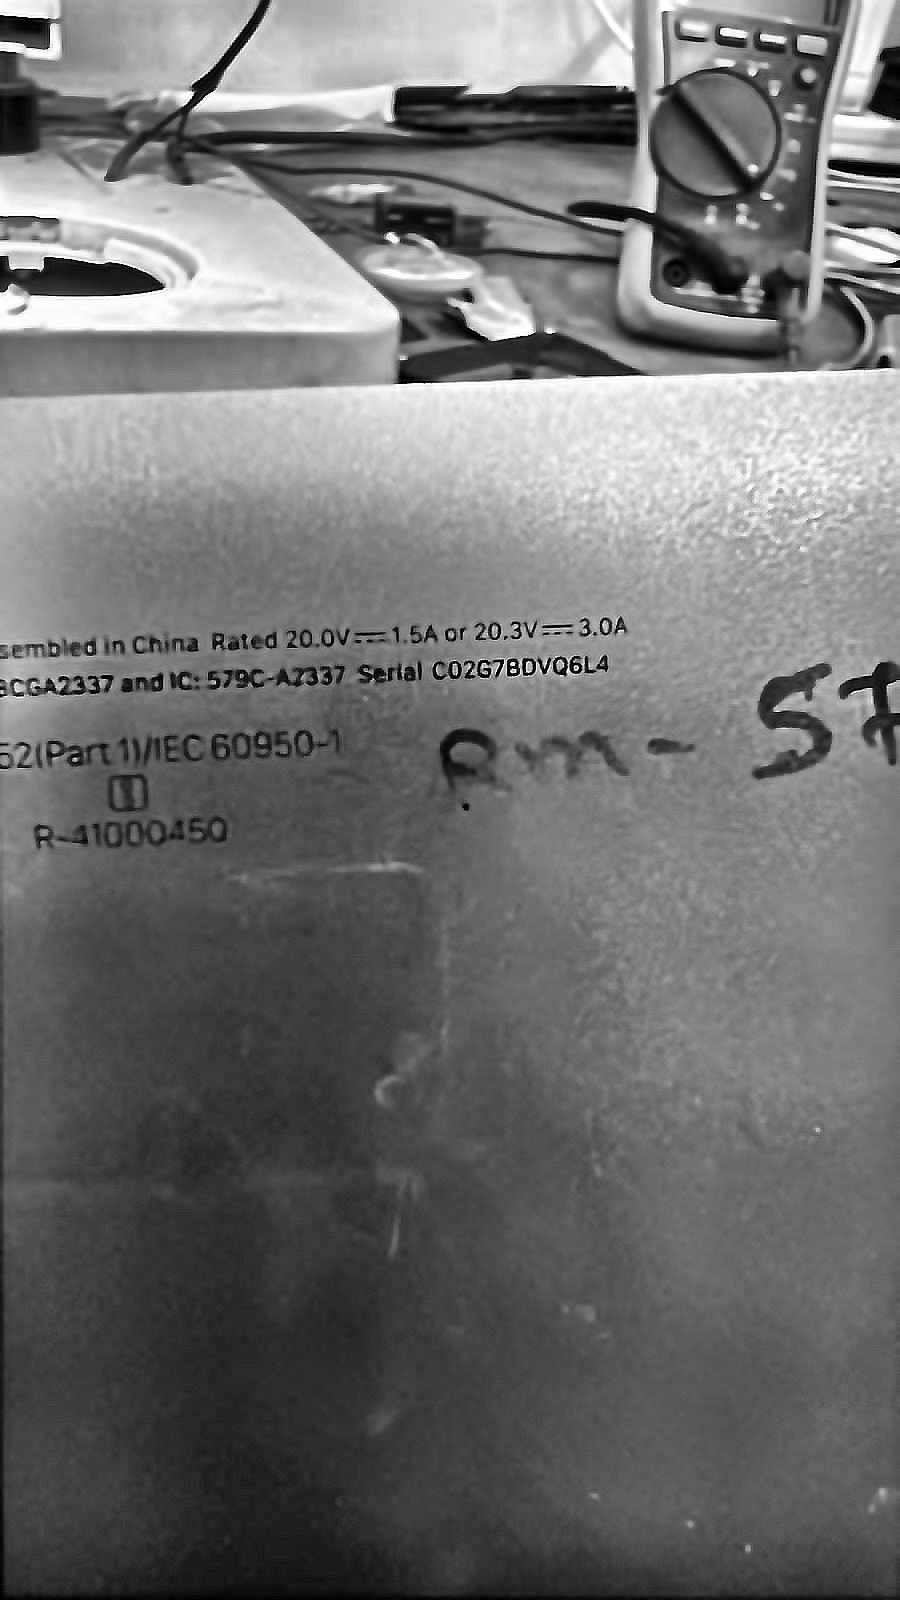 sembled in China Rated 20.0V⎓1.5A or 20.3V⎓3.0A
BCGA2337 and IC: 579C-A2337 Serial C02G7BDVQ6L4
52(Part 1)/IEC 60950-1
R-41000450